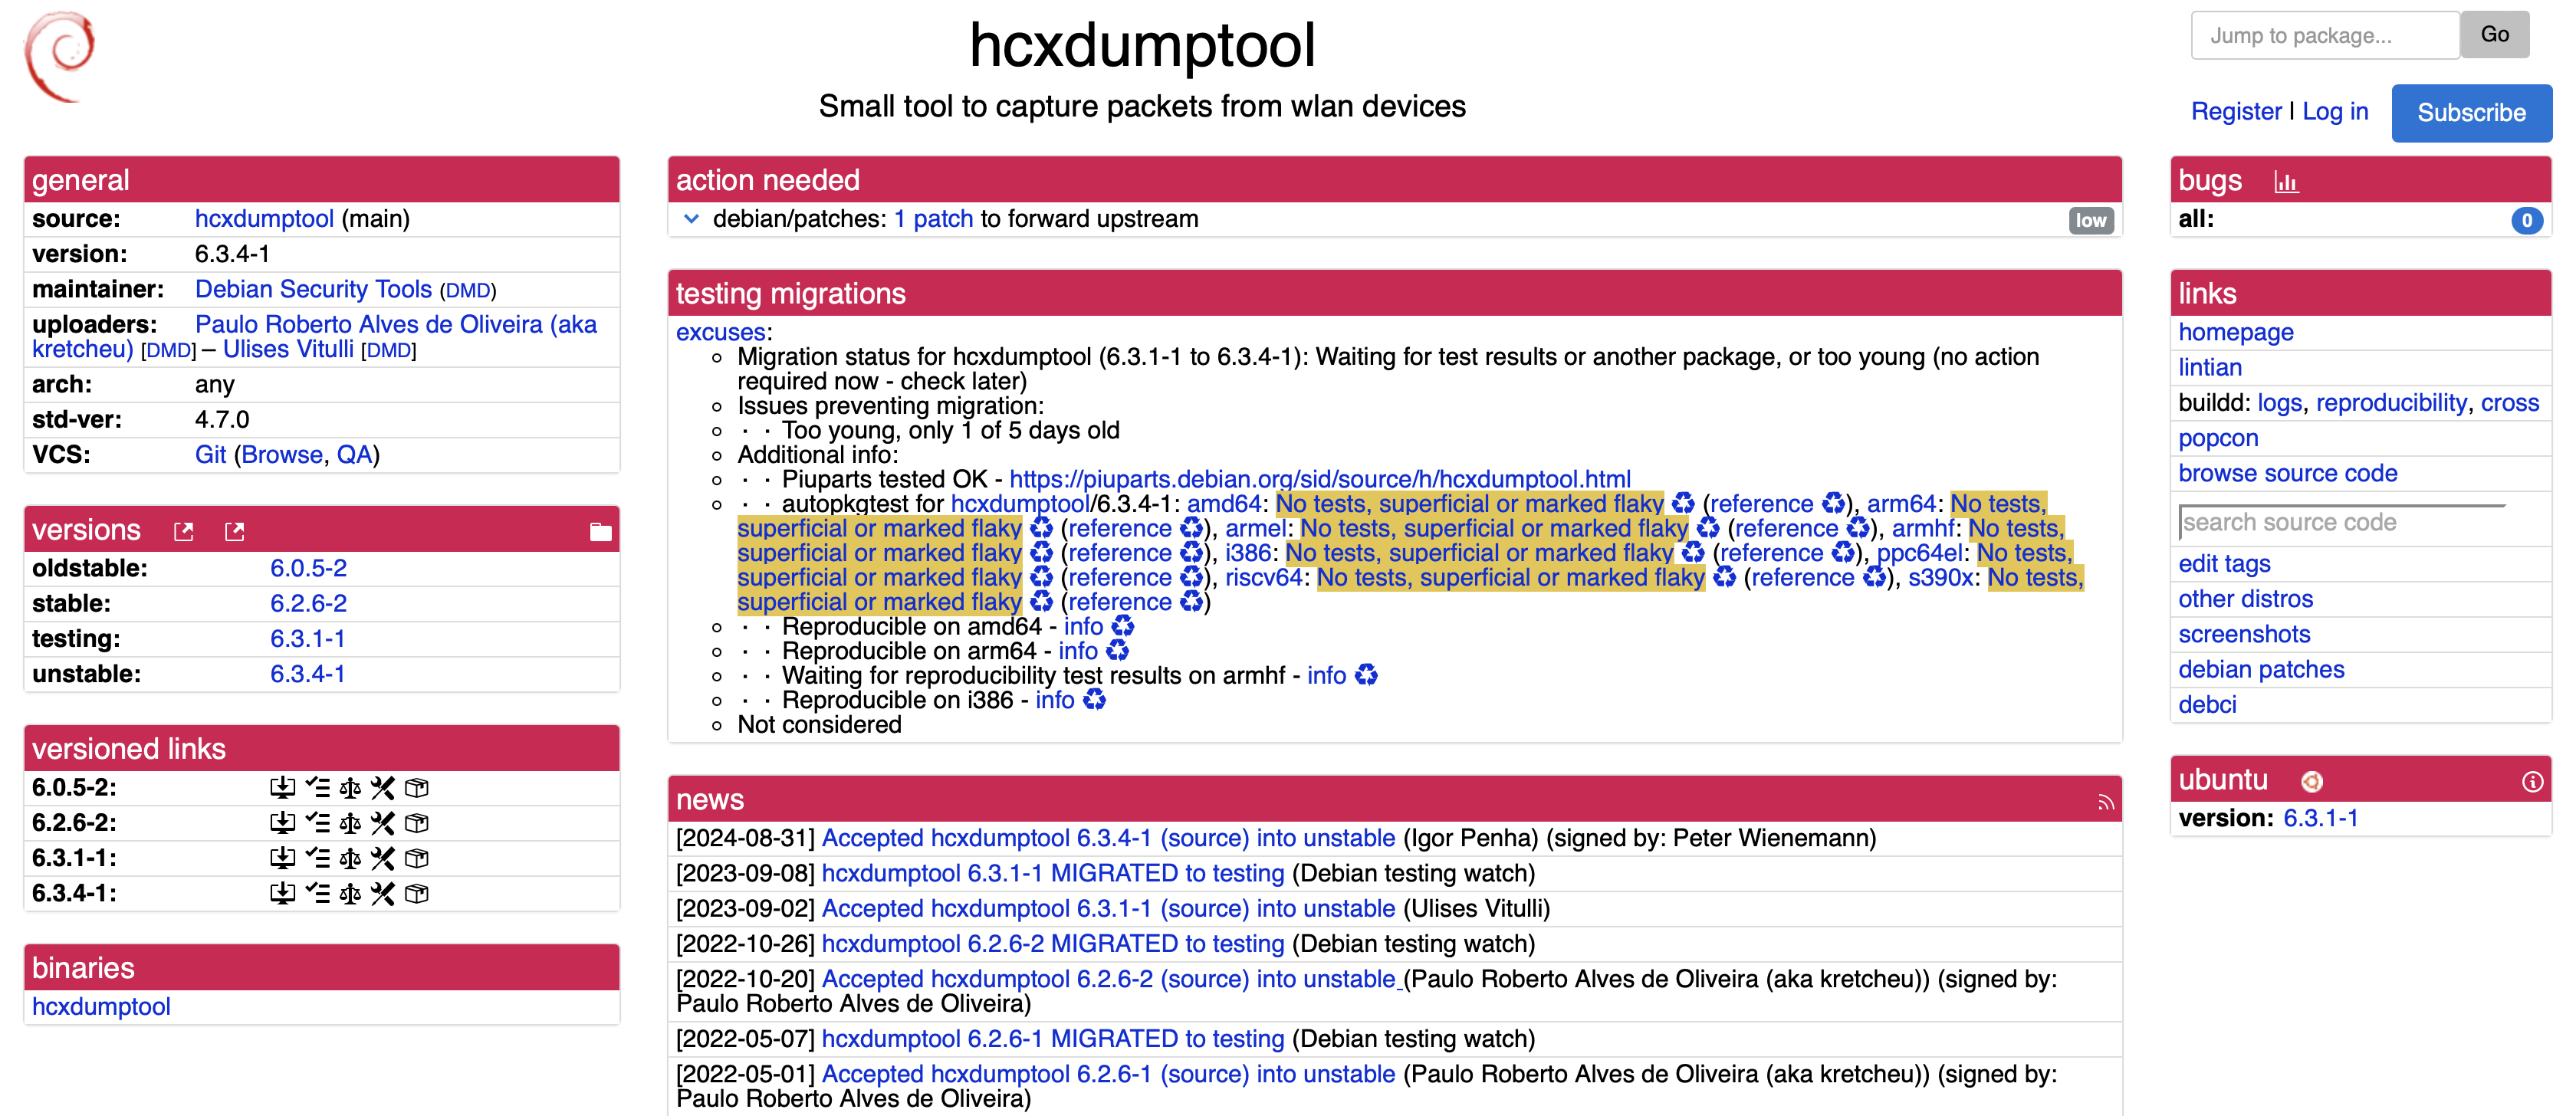 hcxdumptool
Small tool to capture packets from wlan devices
Jump to package...
Go
Register | Log in
Subscribe
general
source: hcxdumptool (main)
version: 6.3.4-1
maintainer: Debian Security Tools (DMD)
uploaders: Paulo Roberto Alves de Oliveira (aka
kretcheu) [DMD] – Ulises Vitulli [DMD]
arch: any
std-ver: 4.7.0
VCS: Git (Browse, QA)
versions
oldstable: 6.0.5-2
stable: 6.2.6-2
testing: 6.3.1-1
unstable: 6.3.4-1
versioned links
6.0.5-2:
6.2.6-2:
6.3.1-1:
6.3.4-1:
binaries
hcxdumptool
action needed
debian/patches: 1 patch to forward upstream
low
testing migrations
excuses:
Migration status for hcxdumptool (6.3.1-1 to 6.3.4-1): Waiting for test results or another package, or too young (no action
required now - check later)
Issues preventing migration:
∙ ∙ Too young, only 1 of 5 days old
Additional info:
∙ ∙ Piuparts tested OK - https://piuparts.debian.org/sid/source/h/hcxdumptool.html
∙ ∙ autopkgtest for hcxdumptool/6.3.4-1: amd64: No tests, superficial or marked flaky ♻ (reference ♻), arm64: No tests,
superficial or marked flaky ♻ (reference ♻), armel: No tests, superficial or marked flaky ♻ (reference ♻), armhf: No tests,
superficial or marked flaky ♻ (reference ♻), i386: No tests, superficial or marked flaky ♻ (reference ♻), ppc64el: No tests,
superficial or marked flaky ♻ (reference ♻), riscv64: No tests, superficial or marked flaky ♻ (reference ♻), s390x: No tests,
superficial or marked flaky ♻ (reference ♻)
∙ ∙ Reproducible on amd64 - info ♻
∙ ∙ Reproducible on arm64 - info ♻
∙ ∙ Waiting for reproducibility test results on armhf - info ♻
∙ ∙ Reproducible on i386 - info ♻
Not considered
news
[2024-08-31] Accepted hcxdumptool 6.3.4-1 (source) into unstable (Igor Penha) (signed by: Peter Wienemann)
[2023-09-08] hcxdumptool 6.3.1-1 MIGRATED to testing (Debian testing watch)
[2023-09-02] Accepted hcxdumptool 6.3.1-1 (source) into unstable (Ulises Vitulli)
[2022-10-26] hcxdumptool 6.2.6-2 MIGRATED to testing (Debian testing watch)
[2022-10-20] Accepted hcxdumptool 6.2.6-2 (source) into unstable (Paulo Roberto Alves de Oliveira (aka kretcheu)) (signed by:
Paulo Roberto Alves de Oliveira)
[2022-05-07] hcxdumptool 6.2.6-1 MIGRATED to testing (Debian testing watch)
[2022-05-01] Accepted hcxdumptool 6.2.6-1 (source) into unstable (Paulo Roberto Alves de Oliveira (aka kretcheu)) (signed by:
Paulo Roberto Alves de Oliveira)
bugs
all: 0
links
homepage
lintian
buildd: logs, reproducibility, cross
popcon
browse source code
search source code
edit tags
other distros
screenshots
debian patches
debci
ubuntu
version: 6.3.1-1